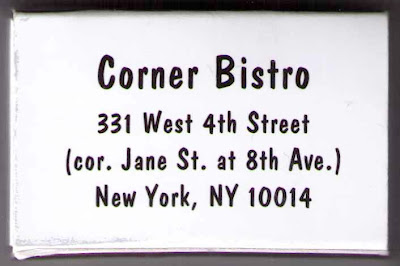 Corner Bistro
331 West 4th Street
(cor. Jane St. at 8th Ave.)
New York, NY 10014